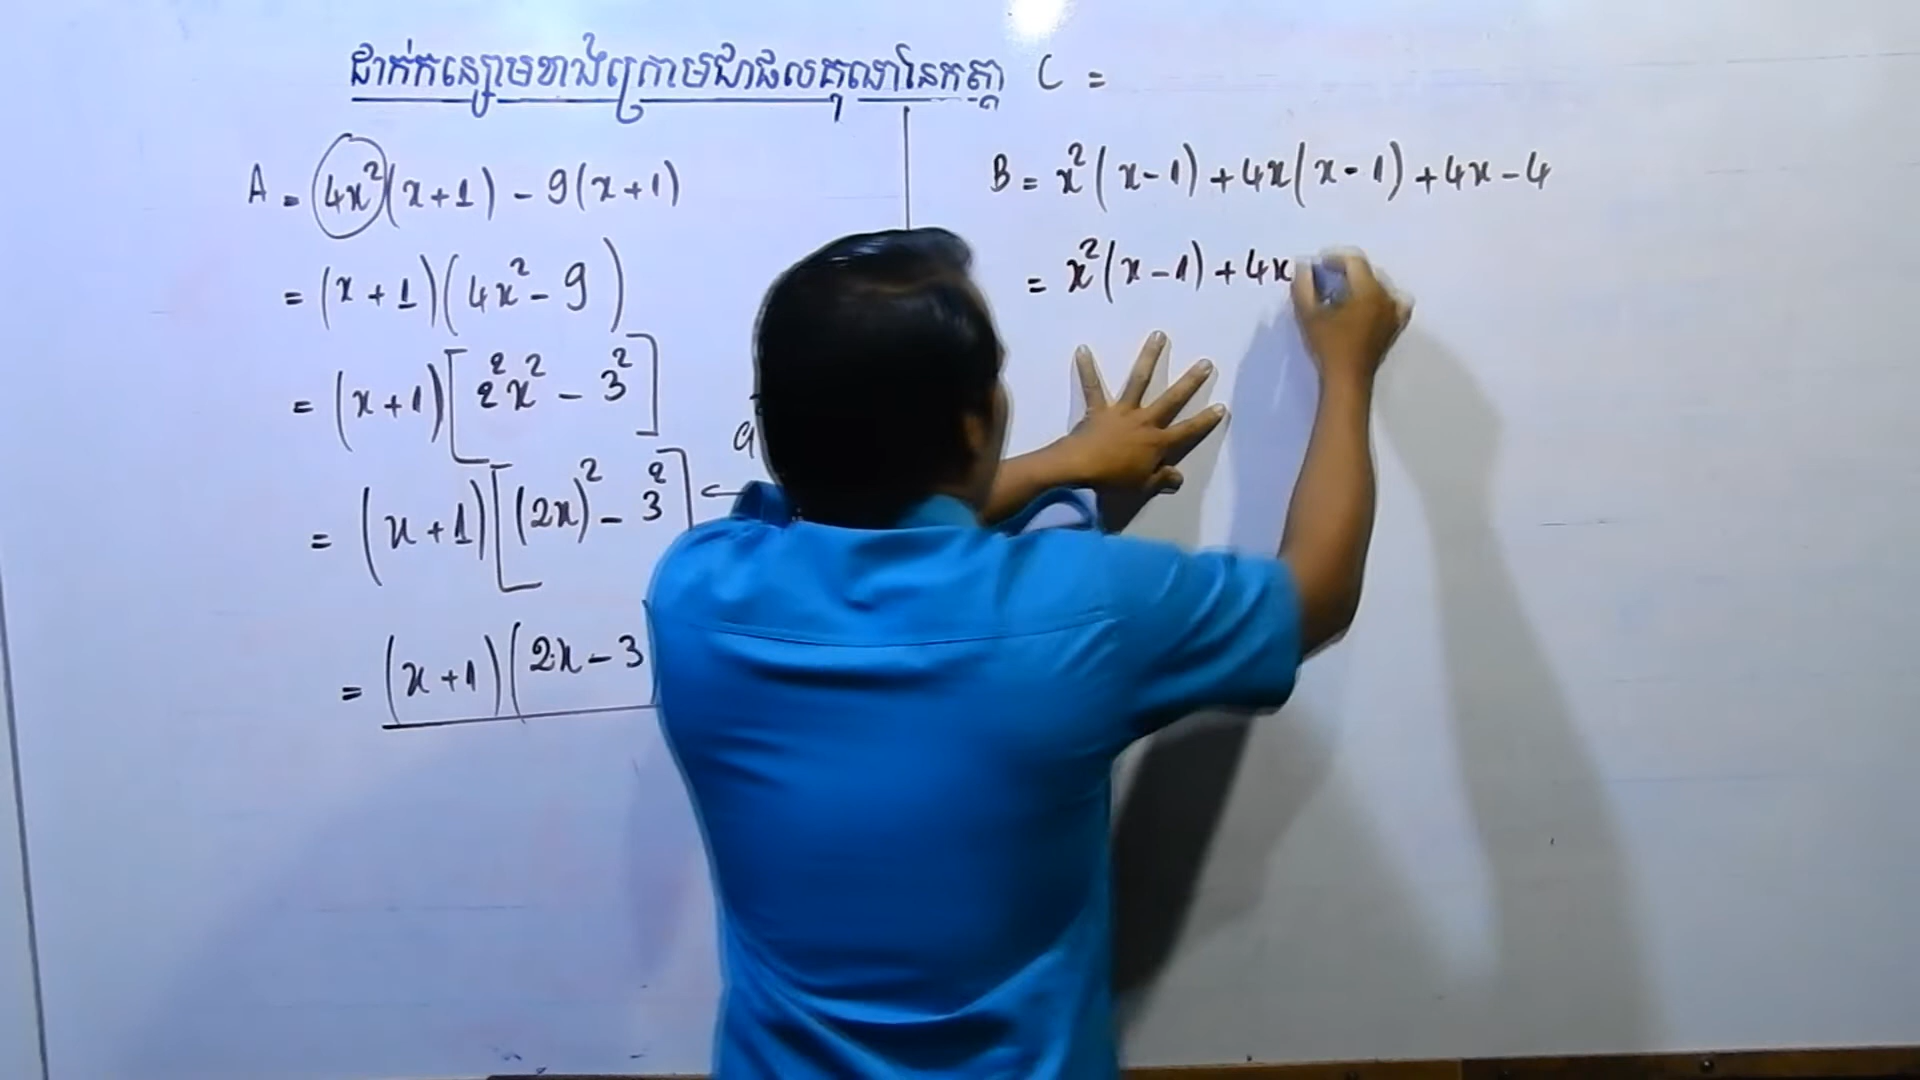 ដាក់កន្សោមខាងក្រោមជាផលគុណនៃកត្តា C =
A = 4x²(x+1) - 9(x+1)
= (x+1)(4x² - 9)
= (x+1)[2²x² - 3²]
= (x+1)[(2x)² - 3²] ←
= (x+1)(2x - 3
B = x²(x-1) + 4x(x-1) + 4x - 4
= x²(x-1) + 4x